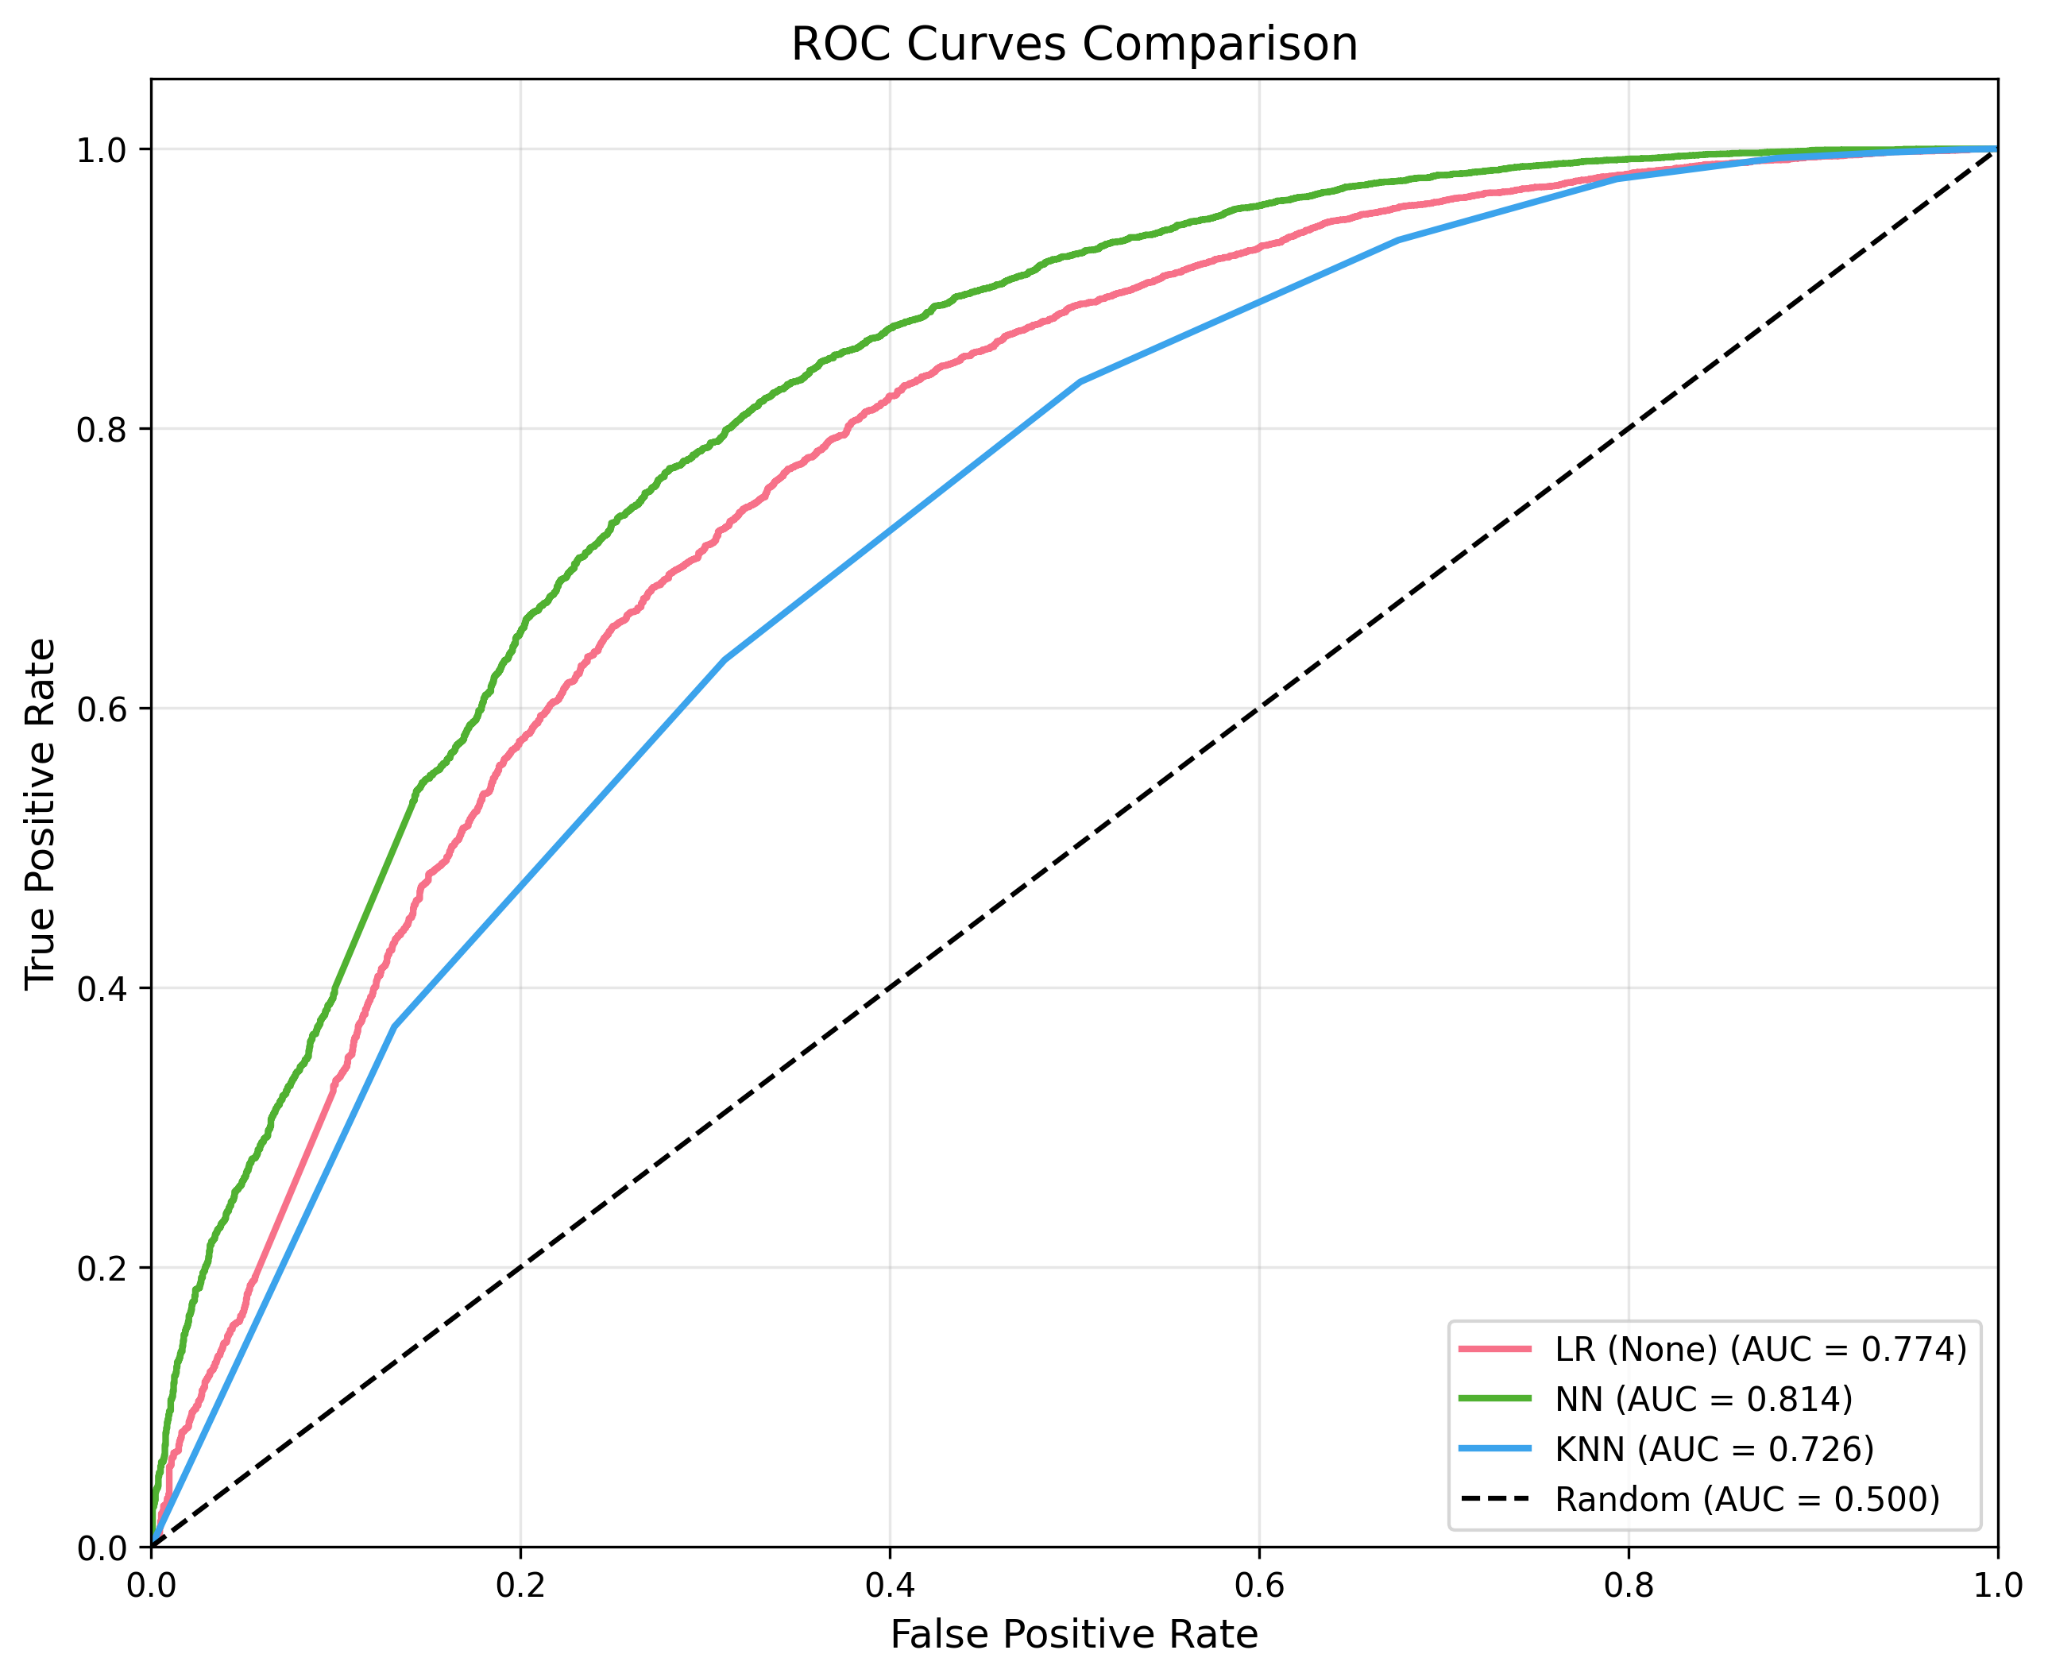 ROC Curves Comparison
True Positive Rate
1.0
0.8
0.6
0.4
0.2
0.0
0.0 0.2 0.4 0.6 0.8 1.0
False Positive Rate
LR (None) (AUC = 0.774)
NN (AUC = 0.814)
KNN (AUC = 0.726)
Random (AUC = 0.500)